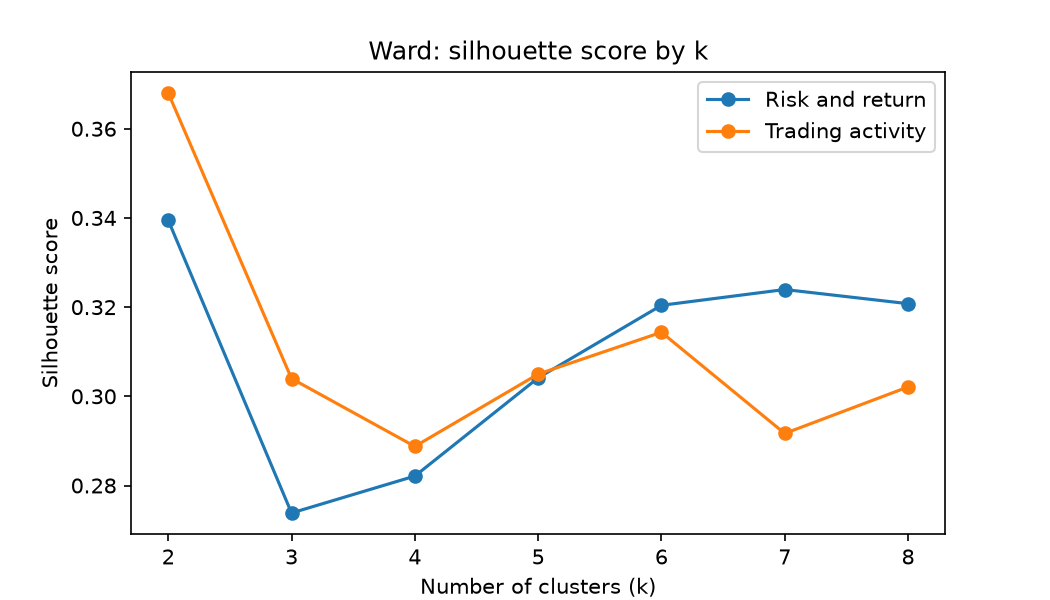 Ward: silhouette score by k
Risk and return
Trading activity
Silhouette score
0.36
0.34
0.32
0.30
0.28
2 3 4 5 6 7 8
Number of clusters (k)